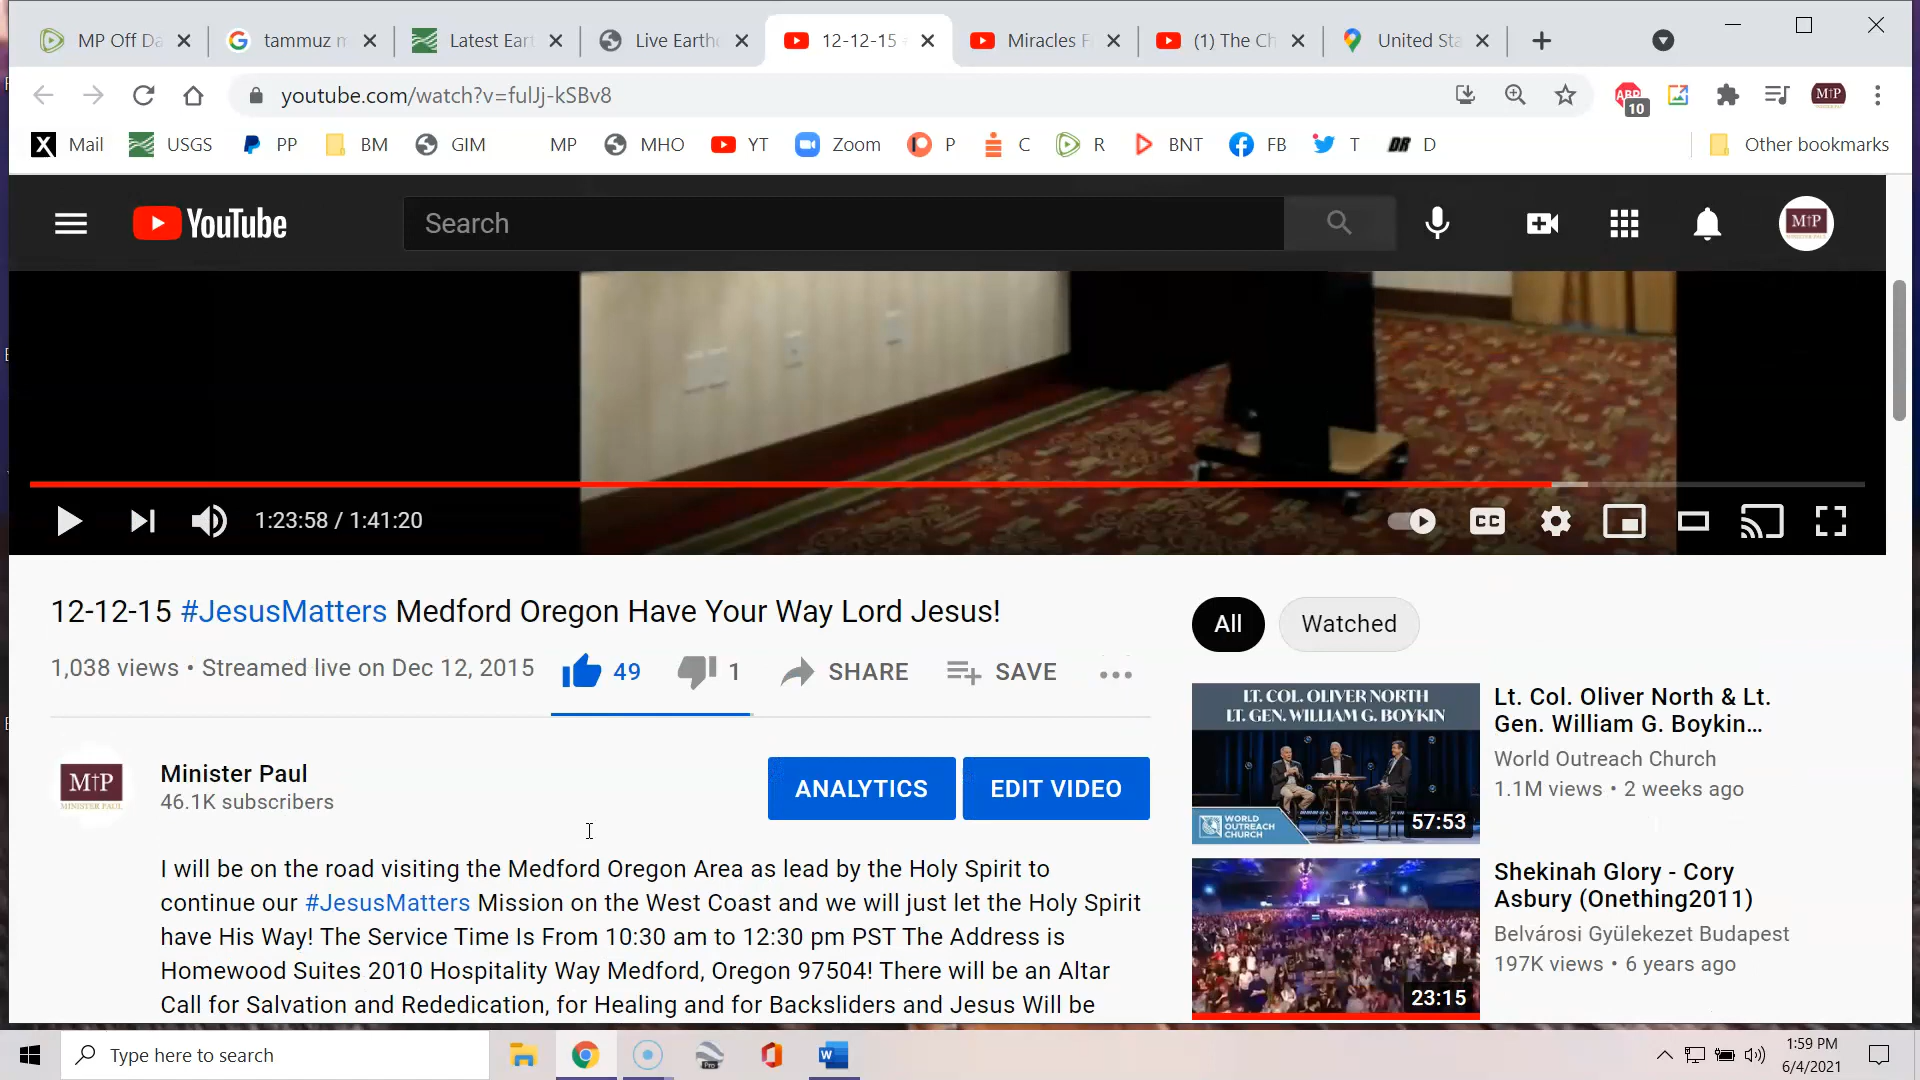 MP Off Da
tammuz m
Latest Eart
Live Earth
12-12-15
Miracles F
(1) The Ch
United Sta
youtube.com/watch?v=fulJj-kSBv8
ABP
10
M†P
X
Mail
USGS
PP
BM
GIM
MP
MHO
YT
Zoom
P
C
R
BNT
FB
T
DR
D
Other bookmarks
YouTube
Search
M†P
1:23:58 / 1:41:20
CC
12-12-15 #JesusMatters Medford Oregon Have Your Way Lord Jesus!
1,038 views • Streamed live on Dec 12, 2015
49
1
SHARE
SAVE
M†P
MINISTER PAUL
Minister Paul
46.1K subscribers
ANALYTICS
EDIT VIDEO
I will be on the road visiting the Medford Oregon Area as lead by the Holy Spirit to
continue our #JesusMatters Mission on the West Coast and we will just let the Holy Spirit
have His Way! The Service Time Is From 10:30 am to 12:30 pm PST The Address is
Homewood Suites 2010 Hospitality Way Medford, Oregon 97504! There will be an Altar
Call for Salvation and Rededication, for Healing and for Backsliders and Jesus Will be
All
Watched
LT. COL. OLIVER NORTH
LT. GEN. WILLIAM G. BOYKIN
WORLD
OUTREACH
CHURCH
57:53
Lt. Col. Oliver North & Lt.
Gen. William G. Boykin...
World Outreach Church
1.1M views • 2 weeks ago
23:15
Shekinah Glory - Cory
Asbury (Onething2011)
Belvárosi Gyülekezet Budapest
197K views • 6 years ago
Type here to search
1:59 PM
6/4/2021